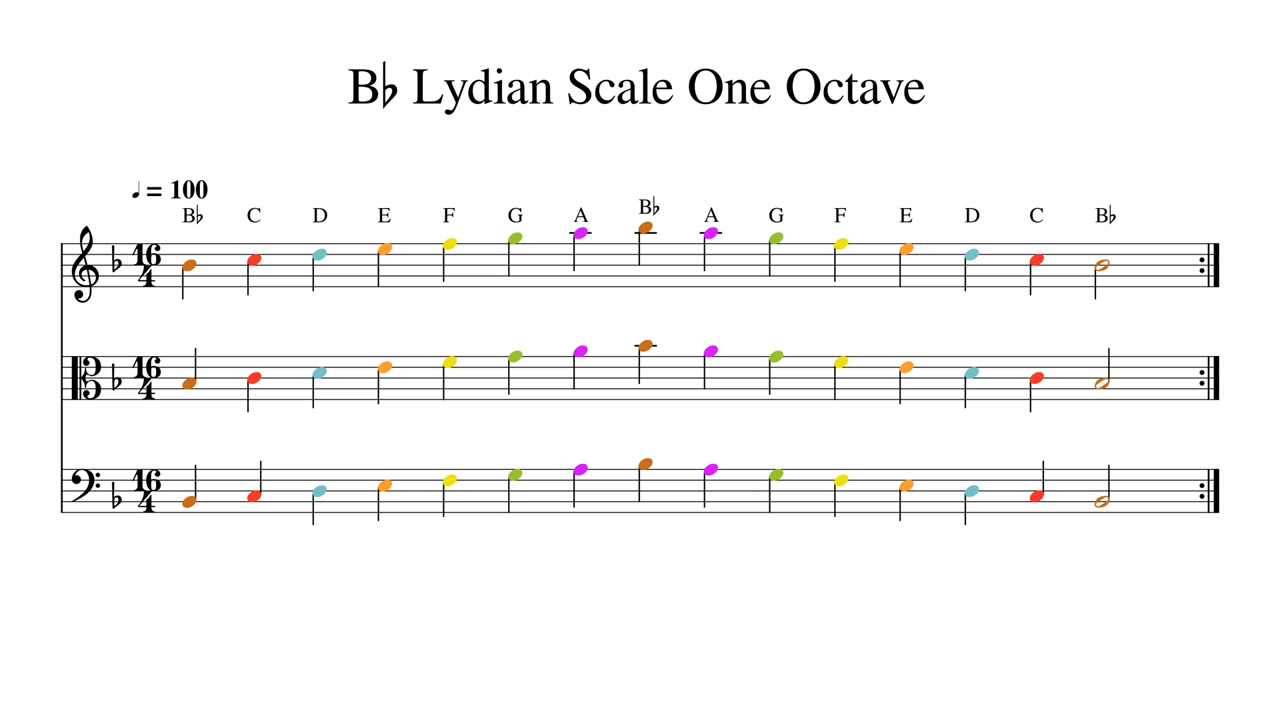 B♭ Lydian Scale One Octave
♩ = 100
B♭ C D E F G A B♭ A G F E D C B♭
16
4
16
4
16
4